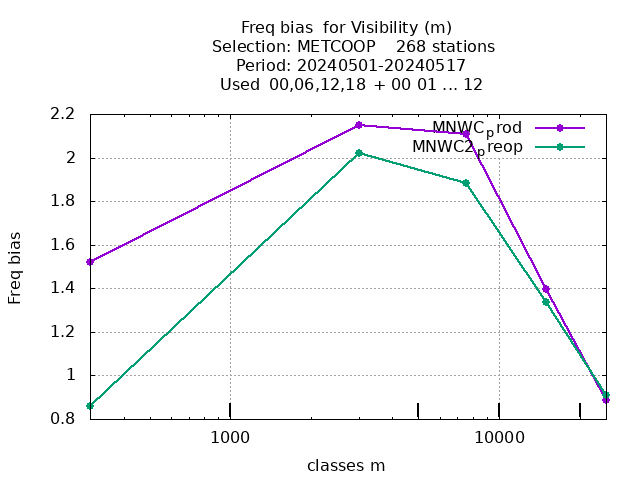 Freq bias for Visibility (m)
Selection: METCOOP 268 stations
Period: 20240501-20240517
Used 00,06,12,18 + 00 01 ... 12
2.2
2
1.8
1.6
1.4
1.2
1
0.8
Freq bias
MNWCprod
MNWC2preop
1000
10000
classes m